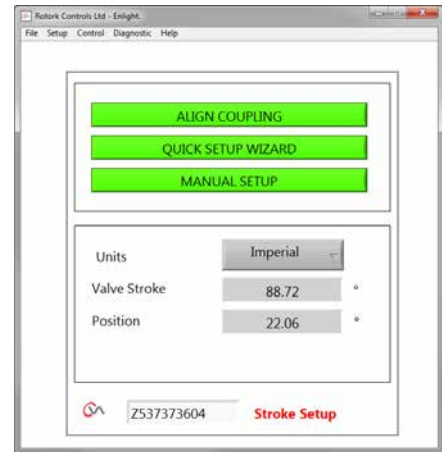 Rotork Controls Ltd - Enlight.
File Setup Control Diagnostic Help
ALIGN COUPLING
QUICK SETUP WIZARD
MANUAL SETUP
Units Imperial
Valve Stroke 88.72 °
Position 22.06 °
Z537373604 Stroke Setup